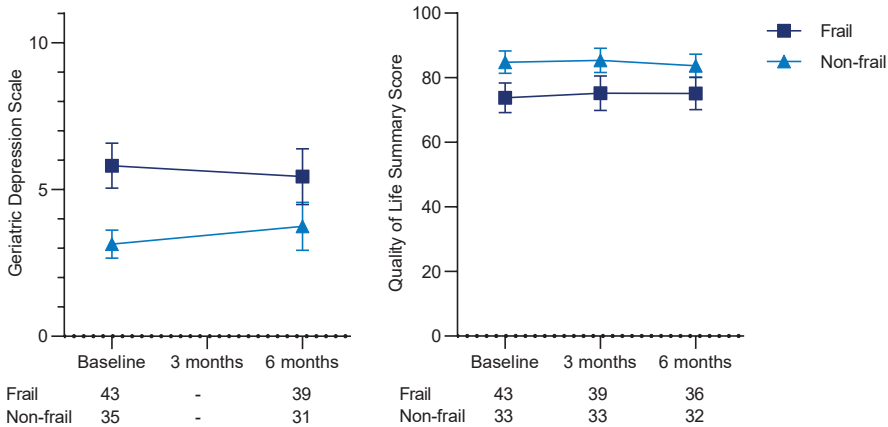 Geriatric Depression Scale
10
5
0
Baseline 3 months 6 months
Frail 43 - 39
Non-frail 35 - 31
Quality of Life Summary Score
100
80
60
40
20
0
Baseline 3 months 6 months
Frail 43 39 36
Non-frail 33 33 32
Frail
Non-frail